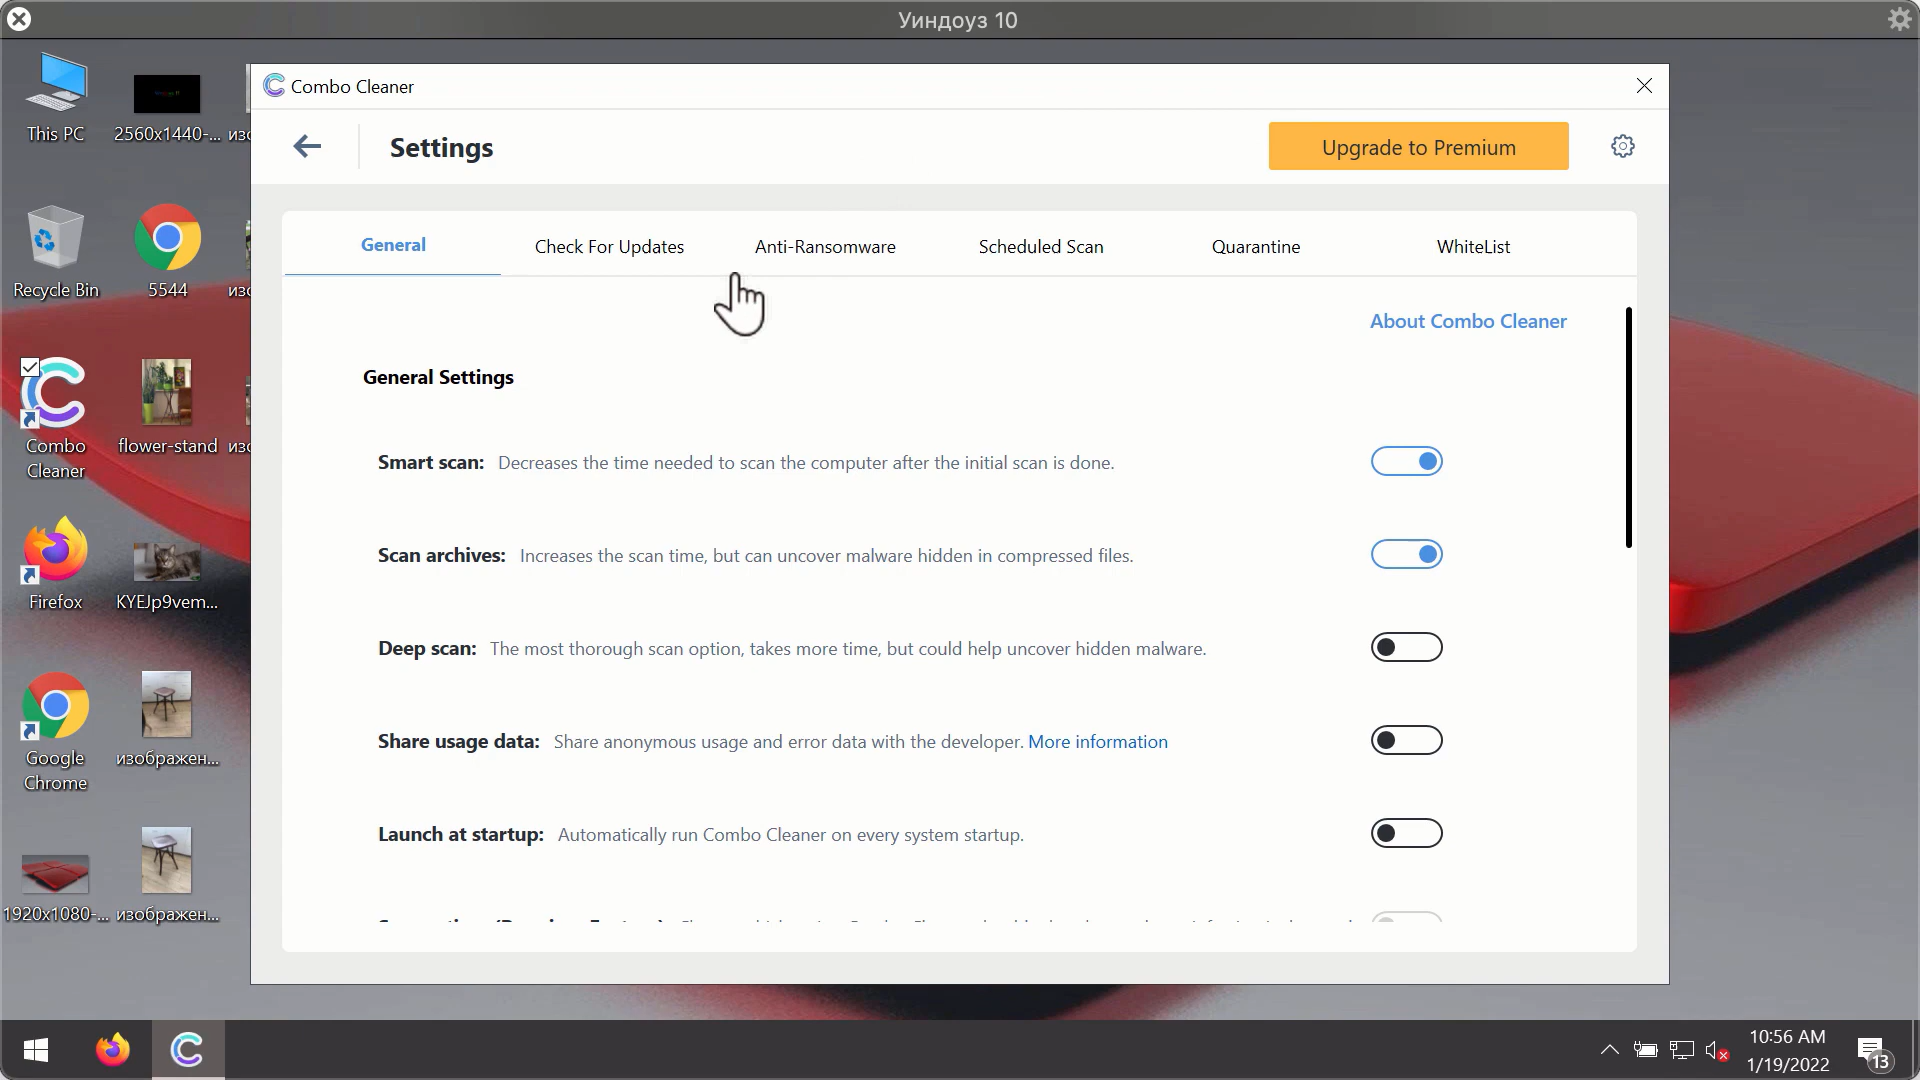 Уиндоуз 10
This PC
2560x1440-...
изо
Recycle Bin
5544
изо
Combo
Cleaner
flower-stand
изо
Firefox
KYEJp9vem...
Google
Chrome
изображен...
1920x1080-...
изображен...
Combo Cleaner
Settings
Upgrade to Premium
General
Check For Updates
Anti-Ransomware
Scheduled Scan
Quarantine
WhiteList
About Combo Cleaner
General Settings
Smart scan: Decreases the time needed to scan the computer after the initial scan is done.
Scan archives: Increases the scan time, but can uncover malware hidden in compressed files.
Deep scan: The most thorough scan option, takes more time, but could help uncover hidden malware.
Share usage data: Share anonymous usage and error data with the developer. More information
Launch at startup: Automatically run Combo Cleaner on every system startup.
10:56 AM
1/19/2022
13